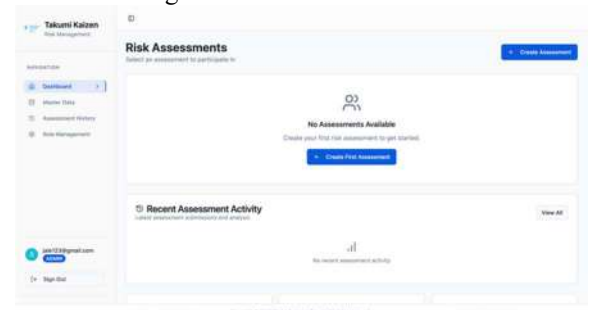 Takumi Kaizen
Risk Management
NAVIGATION
Dashboard
Master Data
Assessment History
Role Management
ADMIN
Sign Out
Risk Assessments
Select an assessment to participate in
+ Create Assessment
No Assessments Available
Create your first risk assessment to get started.
+ Create First Assessment
Recent Assessment Activity
Latest assessment submissions and analysis
View All
No recent assessment activity